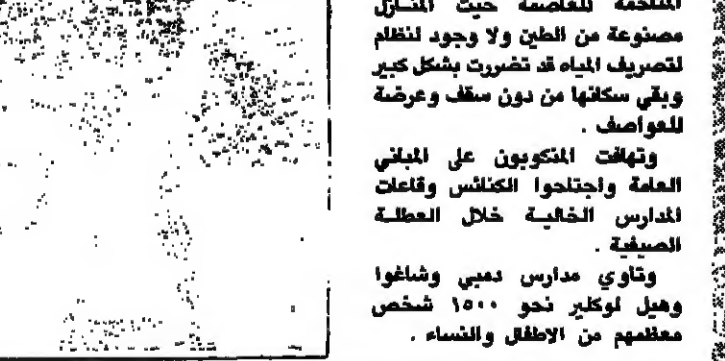 المتاخمة للعاصمة حيث المنازل
مصنوعة من الطين ولا وجود لنظام
لتصريف المياه قد تضررت بشكل كبير
وبقي سكانها من دون سقف وعرضة
للعواصف .
وتهافت المنكوبون على المباني
العامة واجتاحوا الكنائس وقاعات
المدارس الخالية خلال العطلة
الصيفية .
وتاوي مدارس دمبي وشاغوا
وهيل لوكلير نحو ١٥٠٠ شخص
معظمهم من الاطفال والنساء .